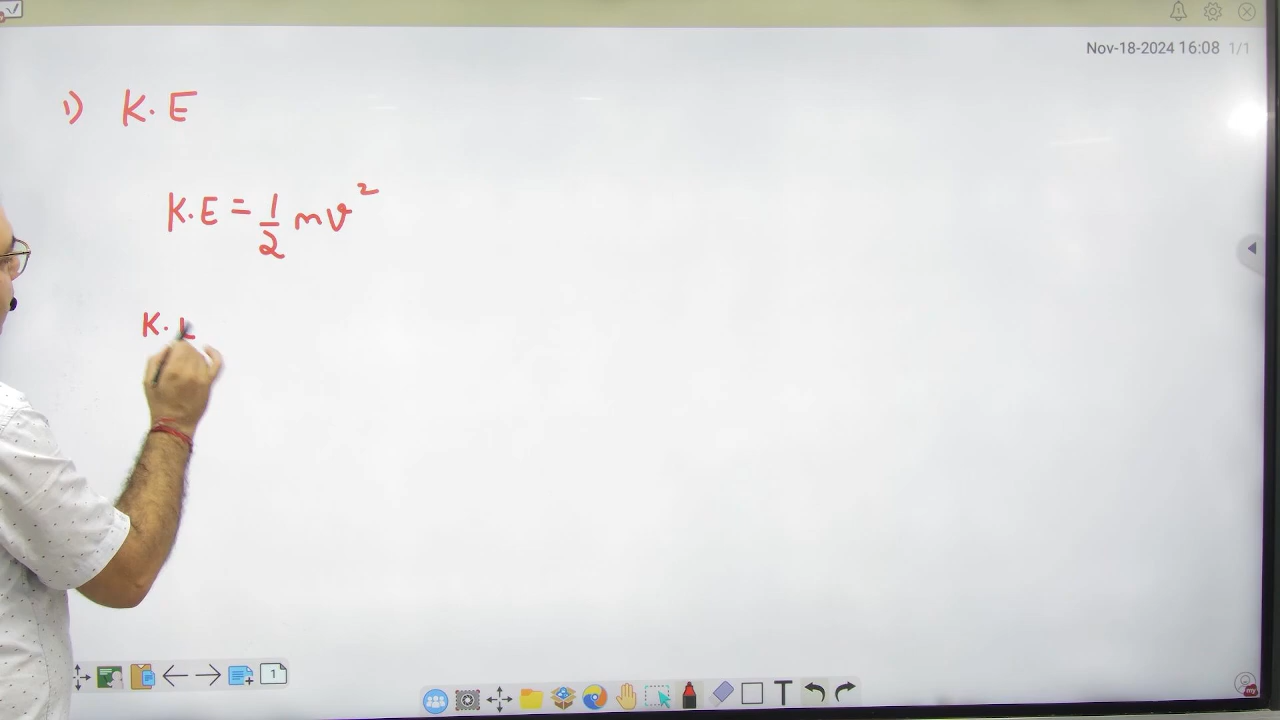 Nov-18-2024 16:08 1/1
1) K.E
K.E = 1/2 mv²
K.
1
T